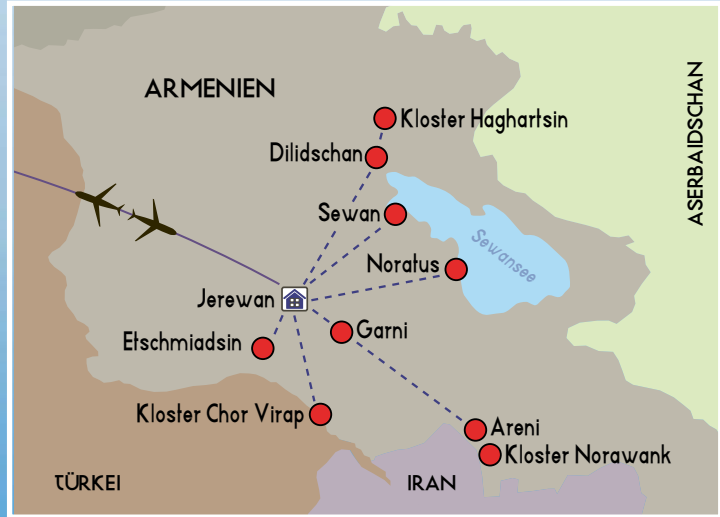 ARMENIEN
ASERBAIDSCHAN
Kloster Haghartsin
Dilidschan
Sewan
Sewansee
Noratus
Jerewan
Garni
Etschmiadsin
Kloster Chor Virap
Areni
Kloster Norawank
TÜRKEI
IRAN